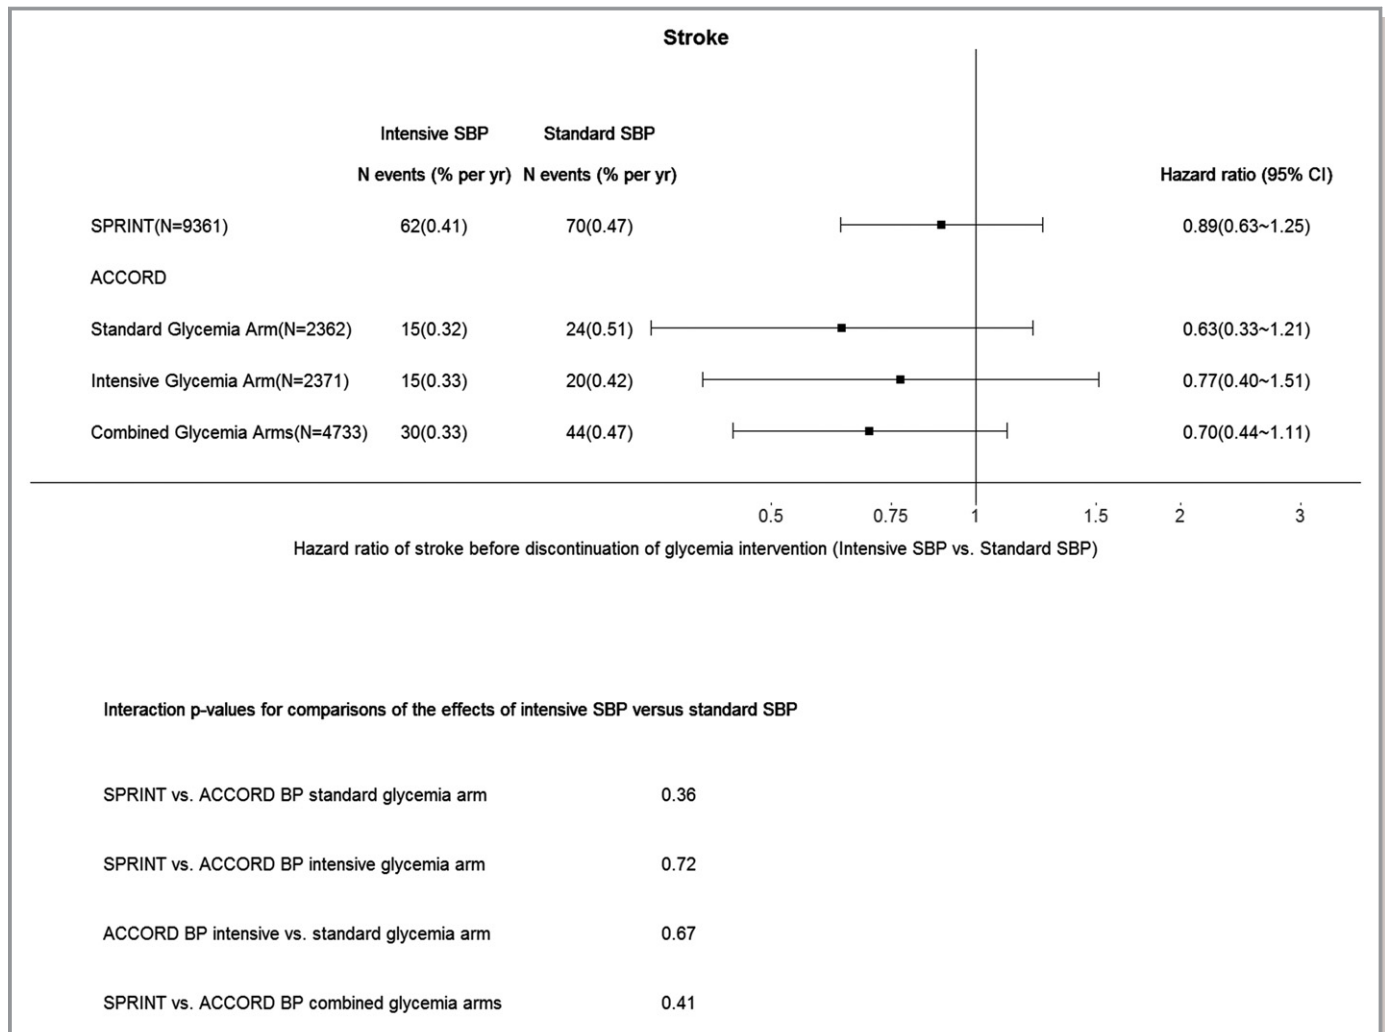 Stroke
Intensive SBP Standard SBP
N events (% per yr) N events (% per yr) Hazard ratio (95% CI)
SPRINT(N=9361) 62(0.41) 70(0.47) 0.89(0.63~1.25)
ACCORD
Standard Glycemia Arm(N=2362) 15(0.32) 24(0.51) 0.63(0.33~1.21)
Intensive Glycemia Arm(N=2371) 15(0.33) 20(0.42) 0.77(0.40~1.51)
Combined Glycemia Arms(N=4733) 30(0.33) 44(0.47) 0.70(0.44~1.11)
0.5 0.75 1 1.5 2 3
Hazard ratio of stroke before discontinuation of glycemia intervention (Intensive SBP vs. Standard SBP)
Interaction p-values for comparisons of the effects of intensive SBP versus standard SBP
SPRINT vs. ACCORD BP standard glycemia arm 0.36
SPRINT vs. ACCORD BP intensive glycemia arm 0.72
ACCORD BP intensive vs. standard glycemia arm 0.67
SPRINT vs. ACCORD BP combined glycemia arms 0.41